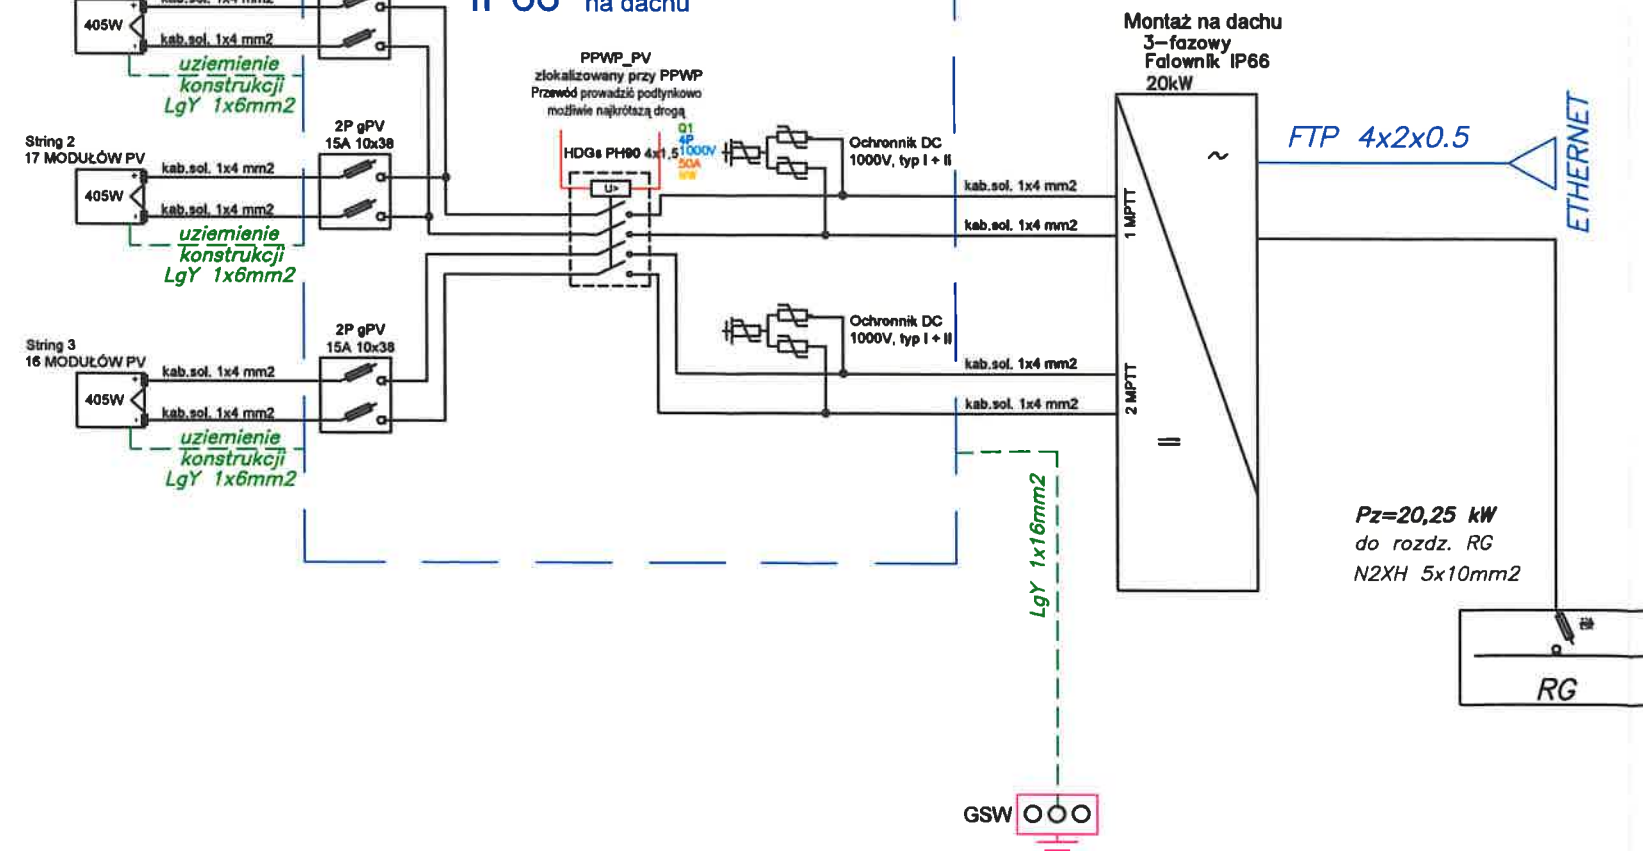 na dachu
405W
kab.sol. 1x4 mm2
uziemienie
konstrukcji
LgY 1x6mm2
String 2
17 MODUŁÓW PV
405W
kab.sol. 1x4 mm2
kab.sol. 1x4 mm2
uziemienie
konstrukcji
LgY 1x6mm2
2P gPV
15A 10x38
String 3
16 MODUŁÓW PV
405W
kab.sol. 1x4 mm2
kab.sol. 1x4 mm2
uziemienie
konstrukcji
LgY 1x6mm2
2P gPV
15A 10x38
PPWP_PV
zlokalizowany przy PPWP
Przewód prowadzić podtynkowo
możliwie najkrótszą drogą
HDGs PH90 4x1,5
Q1
4P
1000V
50A
U>
Ochronnik DC
1000V, typ I + II
Ochronnik DC
1000V, typ I + II
kab.sol. 1x4 mm2
kab.sol. 1x4 mm2
kab.sol. 1x4 mm2
kab.sol. 1x4 mm2
Montaż na dachu
3-fazowy
Falownik IP66
20kW
1 MPTT
2 MPTT
~
=
FTP 4x2x0.5
ETHERNET
Pz=20,25 kW
do rozdz. RG
N2XH 5x10mm2
RG
LgY 1x16mm2
GSW